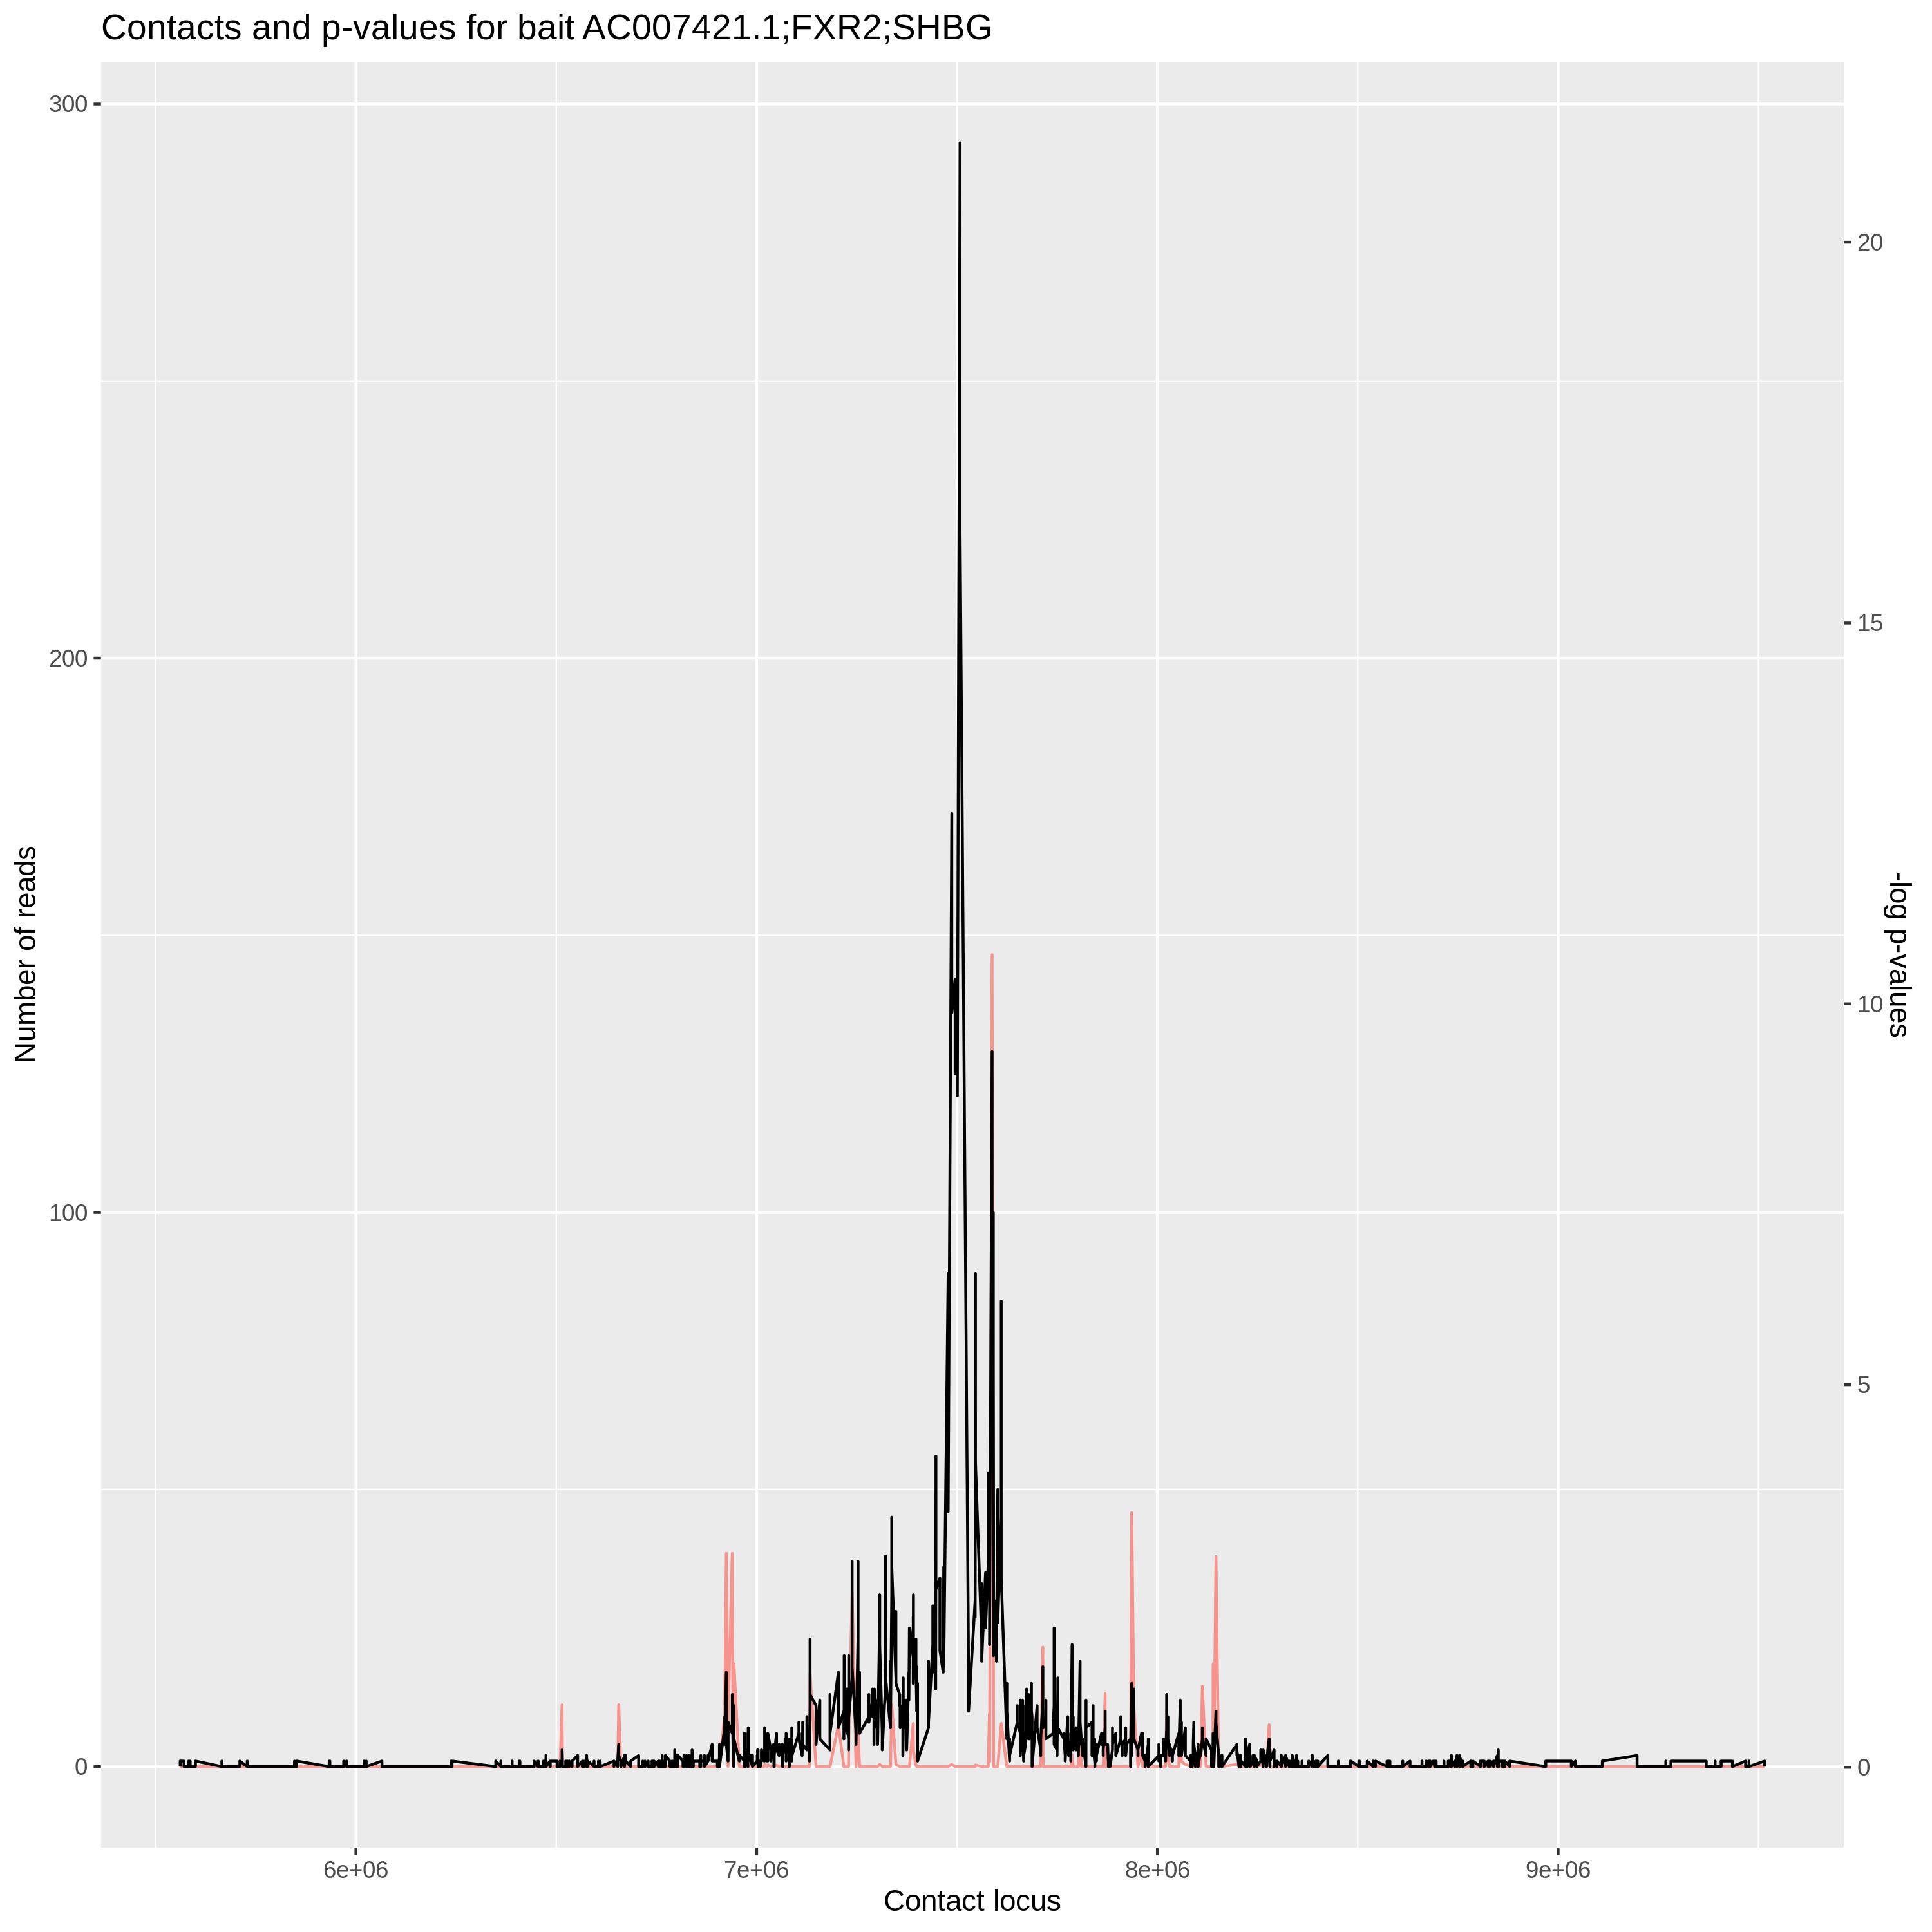 Contacts and p-values for bait AC007421.1;FXR2;SHBG
300
200
100
0
Number of reads
20
15
10
5
0
-log p-values
6e+06
7e+06
8e+06
9e+06
Contact locus